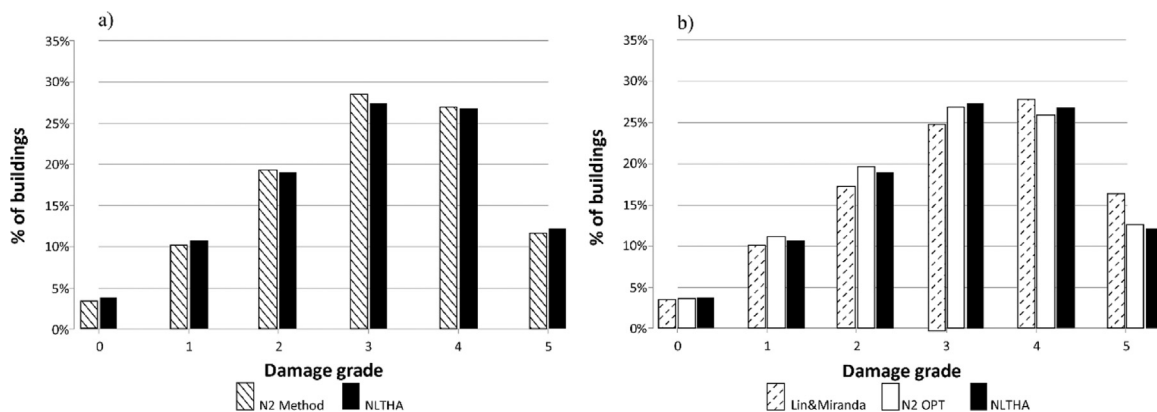 a)
35%
30%
25%
20%
15%
10%
5%
0%
% of buildings
0 1 2 3 4 5
Damage grade
N2 Method NLTHA
b)
35%
30%
25%
20%
15%
10%
5%
0%
% of buildings
0 1 2 3 4 5
Damage grade
Lin&Miranda N2 OPT NLTHA